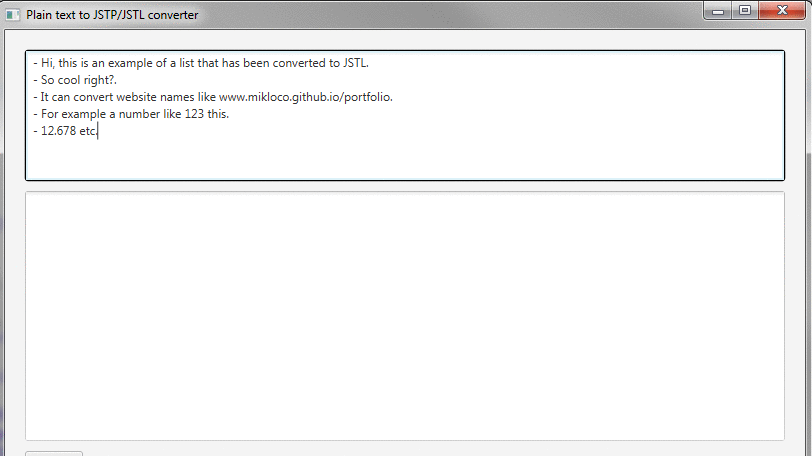 Plain text to JSTP/JSTL converter
- Hi, this is an example of a list that has been converted to JSTL.
- So cool right?.
- It can convert website names like www.mikloco.github.io/portfolio.
- For example a number like 123 this.
- 12.678 etc.